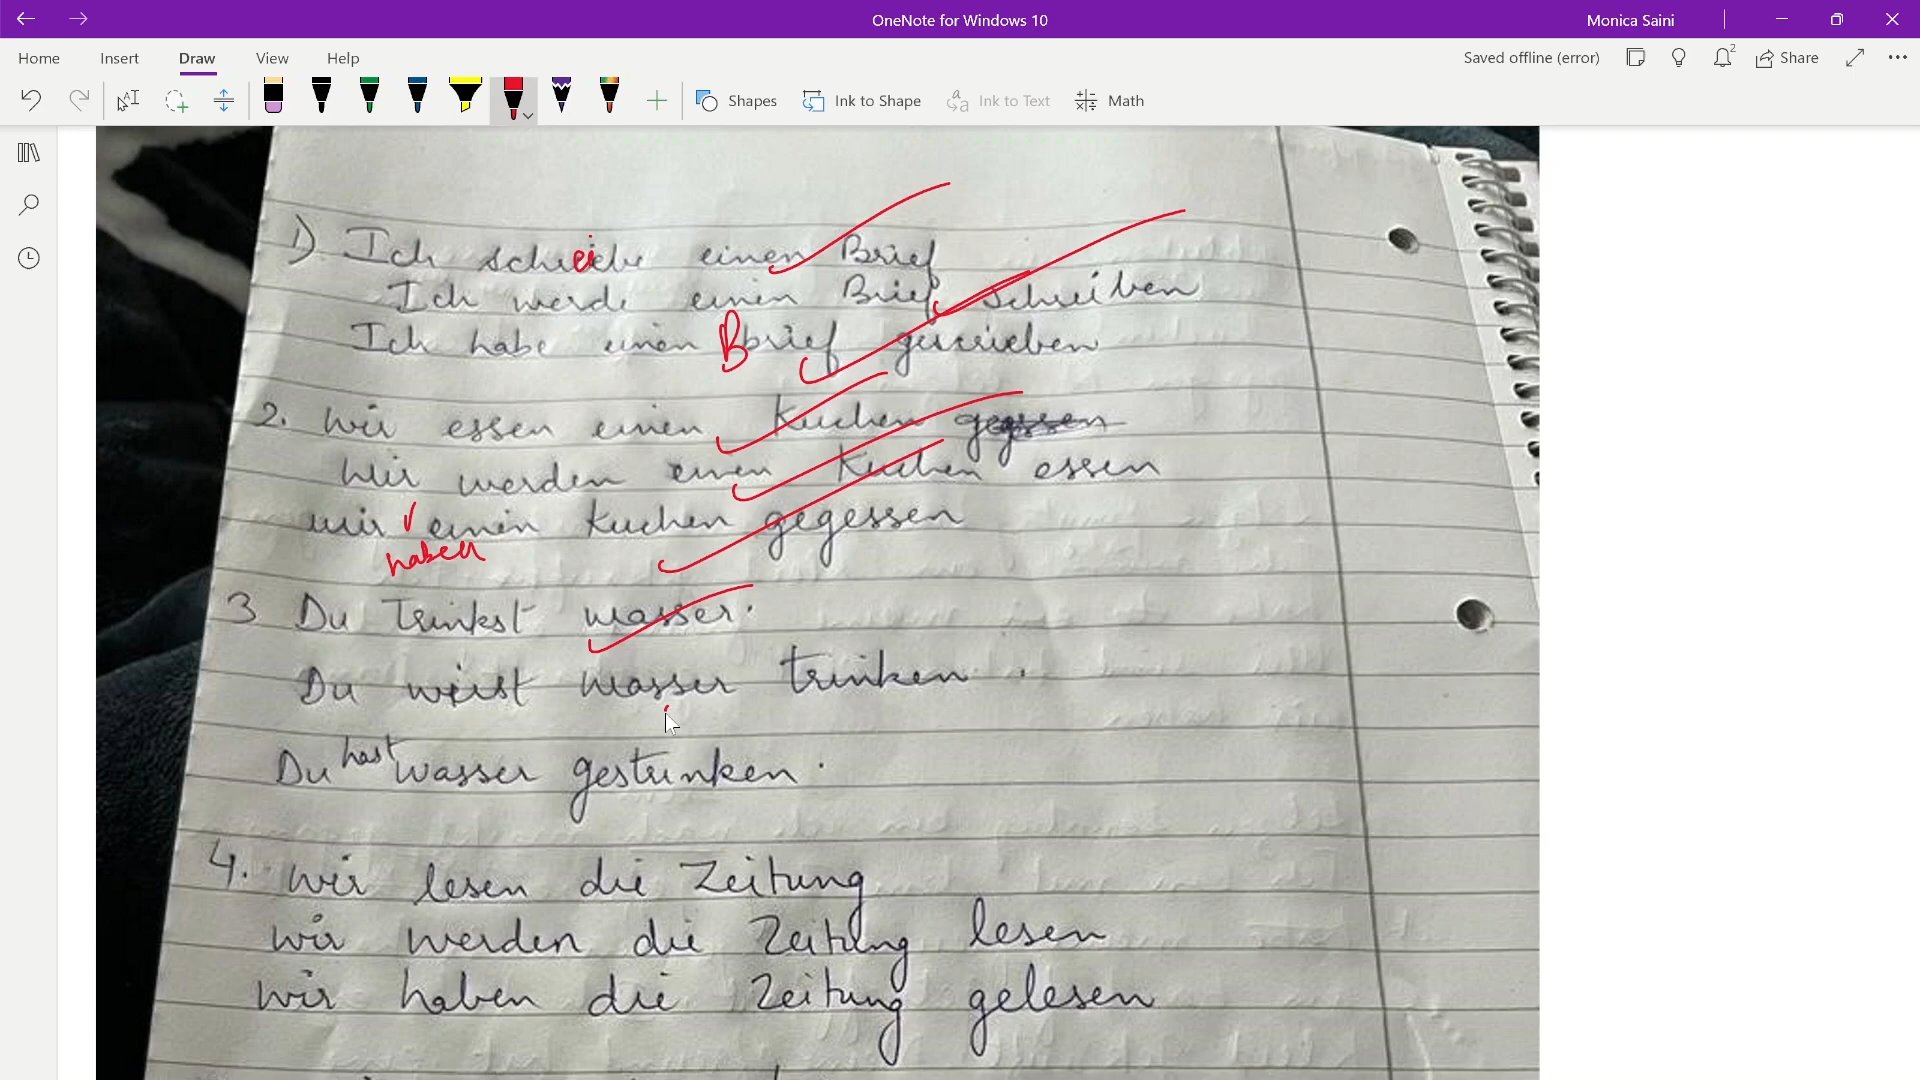 OneNote for Windows 10
Monica Saini
Home Insert Draw View Help
Saved offline (error)
2
Share
Shapes
Ink to Shape
Ink to Text
Math
1) Ich schreibe einen Brief
Ich werde einen Brief schreiben
Ich habe einen B brief gescrieben
2. Wir essen einen Kuchen gegessen
Wir werden einen Kuchen essen
wir einen Kuchen gegessen
haben
3 Du Trinkst wasser.
Du weist wasser trinken.
Du hast wasser gestrinken.
4. Wir lesen die Zeitung
wir werden die Zeitung lesen
wir haben die Zeitung gelesen